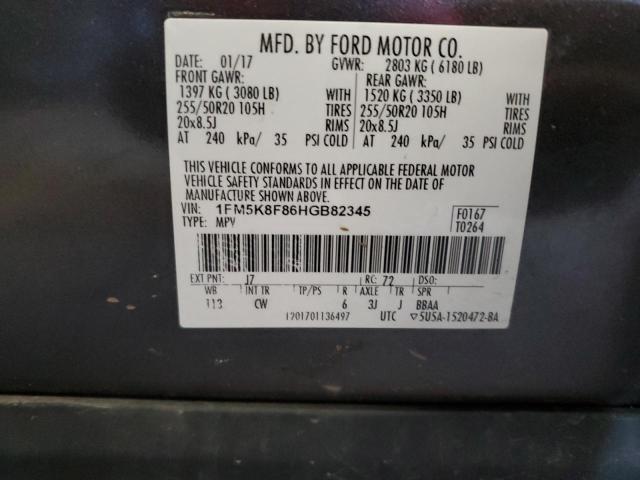 MFD. BY FORD MOTOR CO.
DATE: 01/17 GVWR: 2803 KG ( 6180 LB)
FRONT GAWR: REAR GAWR:
1397 KG ( 3080 LB) WITH 1520 KG ( 3350 LB) WITH
255/50R20 105H TIRES 255/50R20 105H TIRES
20x8.5J RIMS 20x8.5J RIMS
AT 240 kPa/ 35 PSI COLD AT 240 kPa/ 35 PSI COLD
THIS VEHICLE CONFORMS TO ALL APPLICABLE FEDERAL MOTOR
VEHICLE SAFETY STANDARDS IN EFFECT ON THE DATE OF
MANUFACTURE SHOWN ABOVE.
VIN: 1FM5K8F86HGB82345 F0167
TYPE: MPV T0264
EXT PNT: J7 RC: 72 DSO:
WB INT TR TP/PS R AXLE TR SPR
113 CW 6 3J J BBAA
1201701136497 UTC ▽5USA-1520472-BA